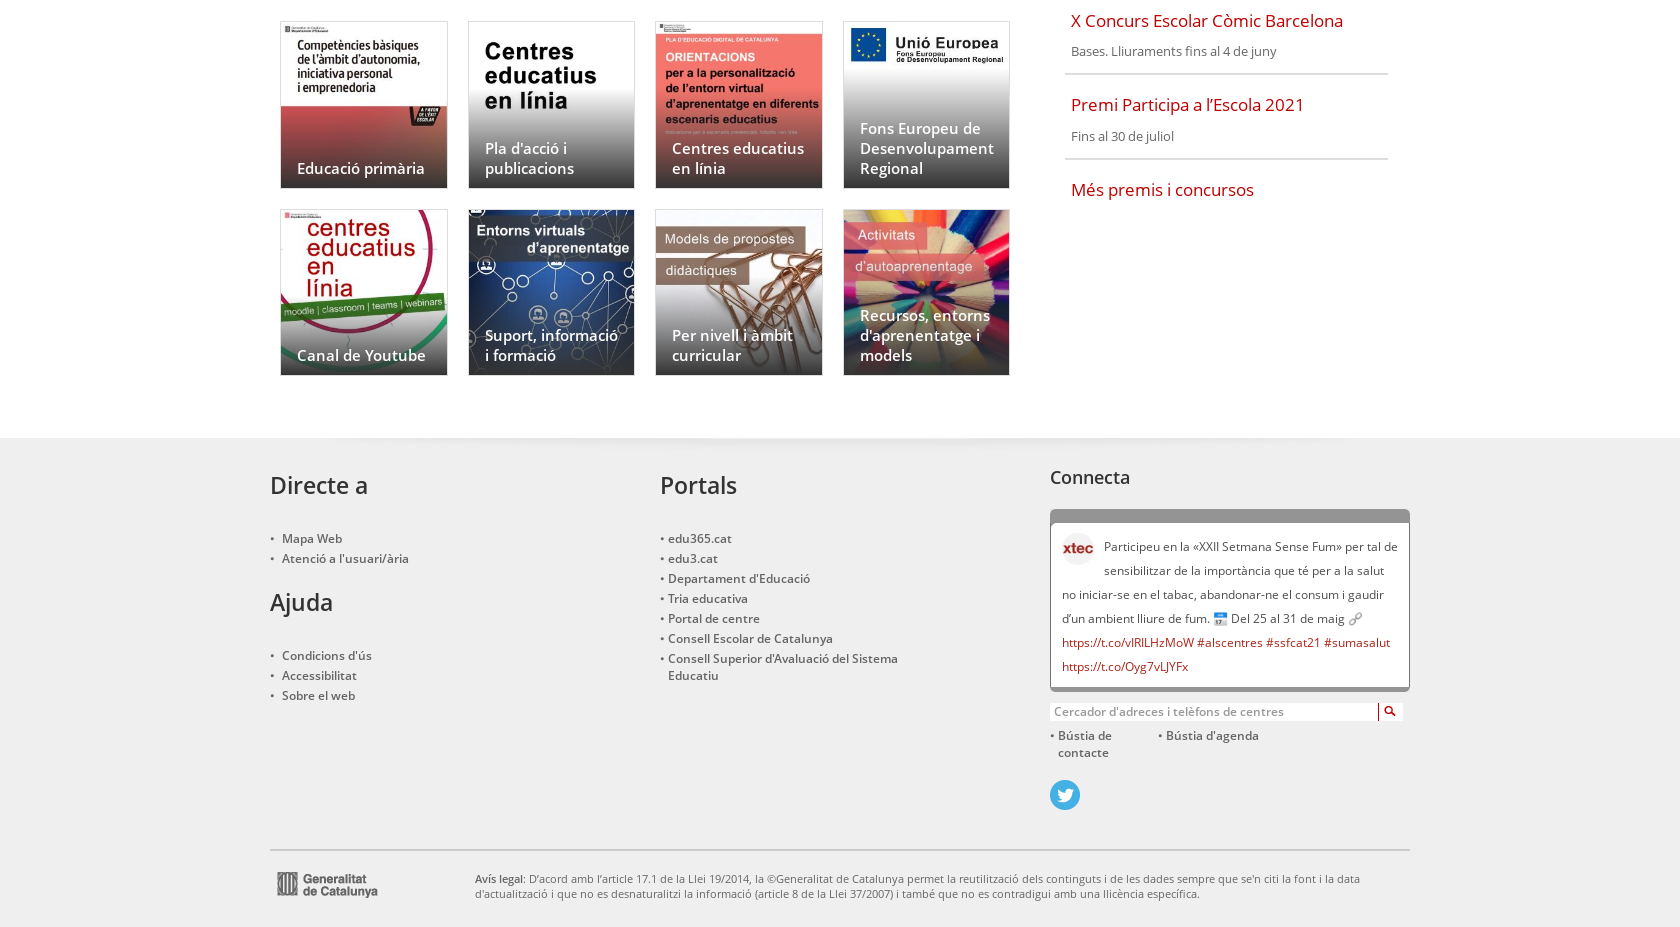 Generalitat de Catalunya
Departament d'Educació
Competències bàsiques
de l'àmbit d'autonomia,
iniciativa personal
i emprenedoria
A FAVOR
DE L'ÈXIT
ESCOLAR
Educació primària
Centres
educatius
en línia
Pla d'acció i
publicacions
PLA D'EDUCACIÓ DIGITAL DE CATALUNYA
ORIENTACIONS
per a la personalització
de l'entorn virtual
d'aprenentatge en diferents
escenaris educatius
Centres educatius
en línia
Unió Europea
Fons Europeu
de Desenvolupament Regional
Fons Europeu de
Desenvolupament
Regional
X Concurs Escolar Còmic Barcelona
Bases. Lliuraments fins al 4 de juny
Premi Participa a l’Escola 2021
Fins al 30 de juliol
Més premis i concursos
centres
educatius
en
línia
moodle | classroom | teams | webinars
Canal de Youtube
Entorns virtuals
d'aprenentatge
Suport, informació
i formació
Models de propostes
didàctiques
Per nivell i àmbit
curricular
Activitats
d'autoaprenentage
Recursos, entorns
d'aprenentatge i
models
Directe a
• Mapa Web
• Atenció a l'usuari/ària
Ajuda
• Condicions d'ús
• Accessibilitat
• Sobre el web
Portals
• edu365.cat
• edu3.cat
• Departament d'Educació
• Tria educativa
• Portal de centre
• Consell Escolar de Catalunya
• Consell Superior d'Avaluació del Sistema
Educatiu
Connecta
xtec
Participeu en la «XXII Setmana Sense Fum» per tal de
sensibilitzar de la importància que té per a la salut
no iniciar-se en el tabac, abandonar-ne el consum i gaudir
d’un ambient lliure de fum. 📅 Del 25 al 31 de maig 🔗
https://t.co/vIRILHzMoW #alscentres #ssfcat21 #sumasalut
https://t.co/Oyg7vLJYFx
Cercador d'adreces i telèfons de centres
• Bústia de
contacte
• Bústia d'agenda
Generalitat
de Catalunya
Avís legal: D’acord amb l’article 17.1 de la Llei 19/2014, la ©Generalitat de Catalunya permet la reutilització dels continguts i de les dades sempre que se'n citi la font i la data
d'actualització i que no es desnaturalitzi la informació (article 8 de la Llei 37/2007) i també que no es contradigui amb una llicència específica.